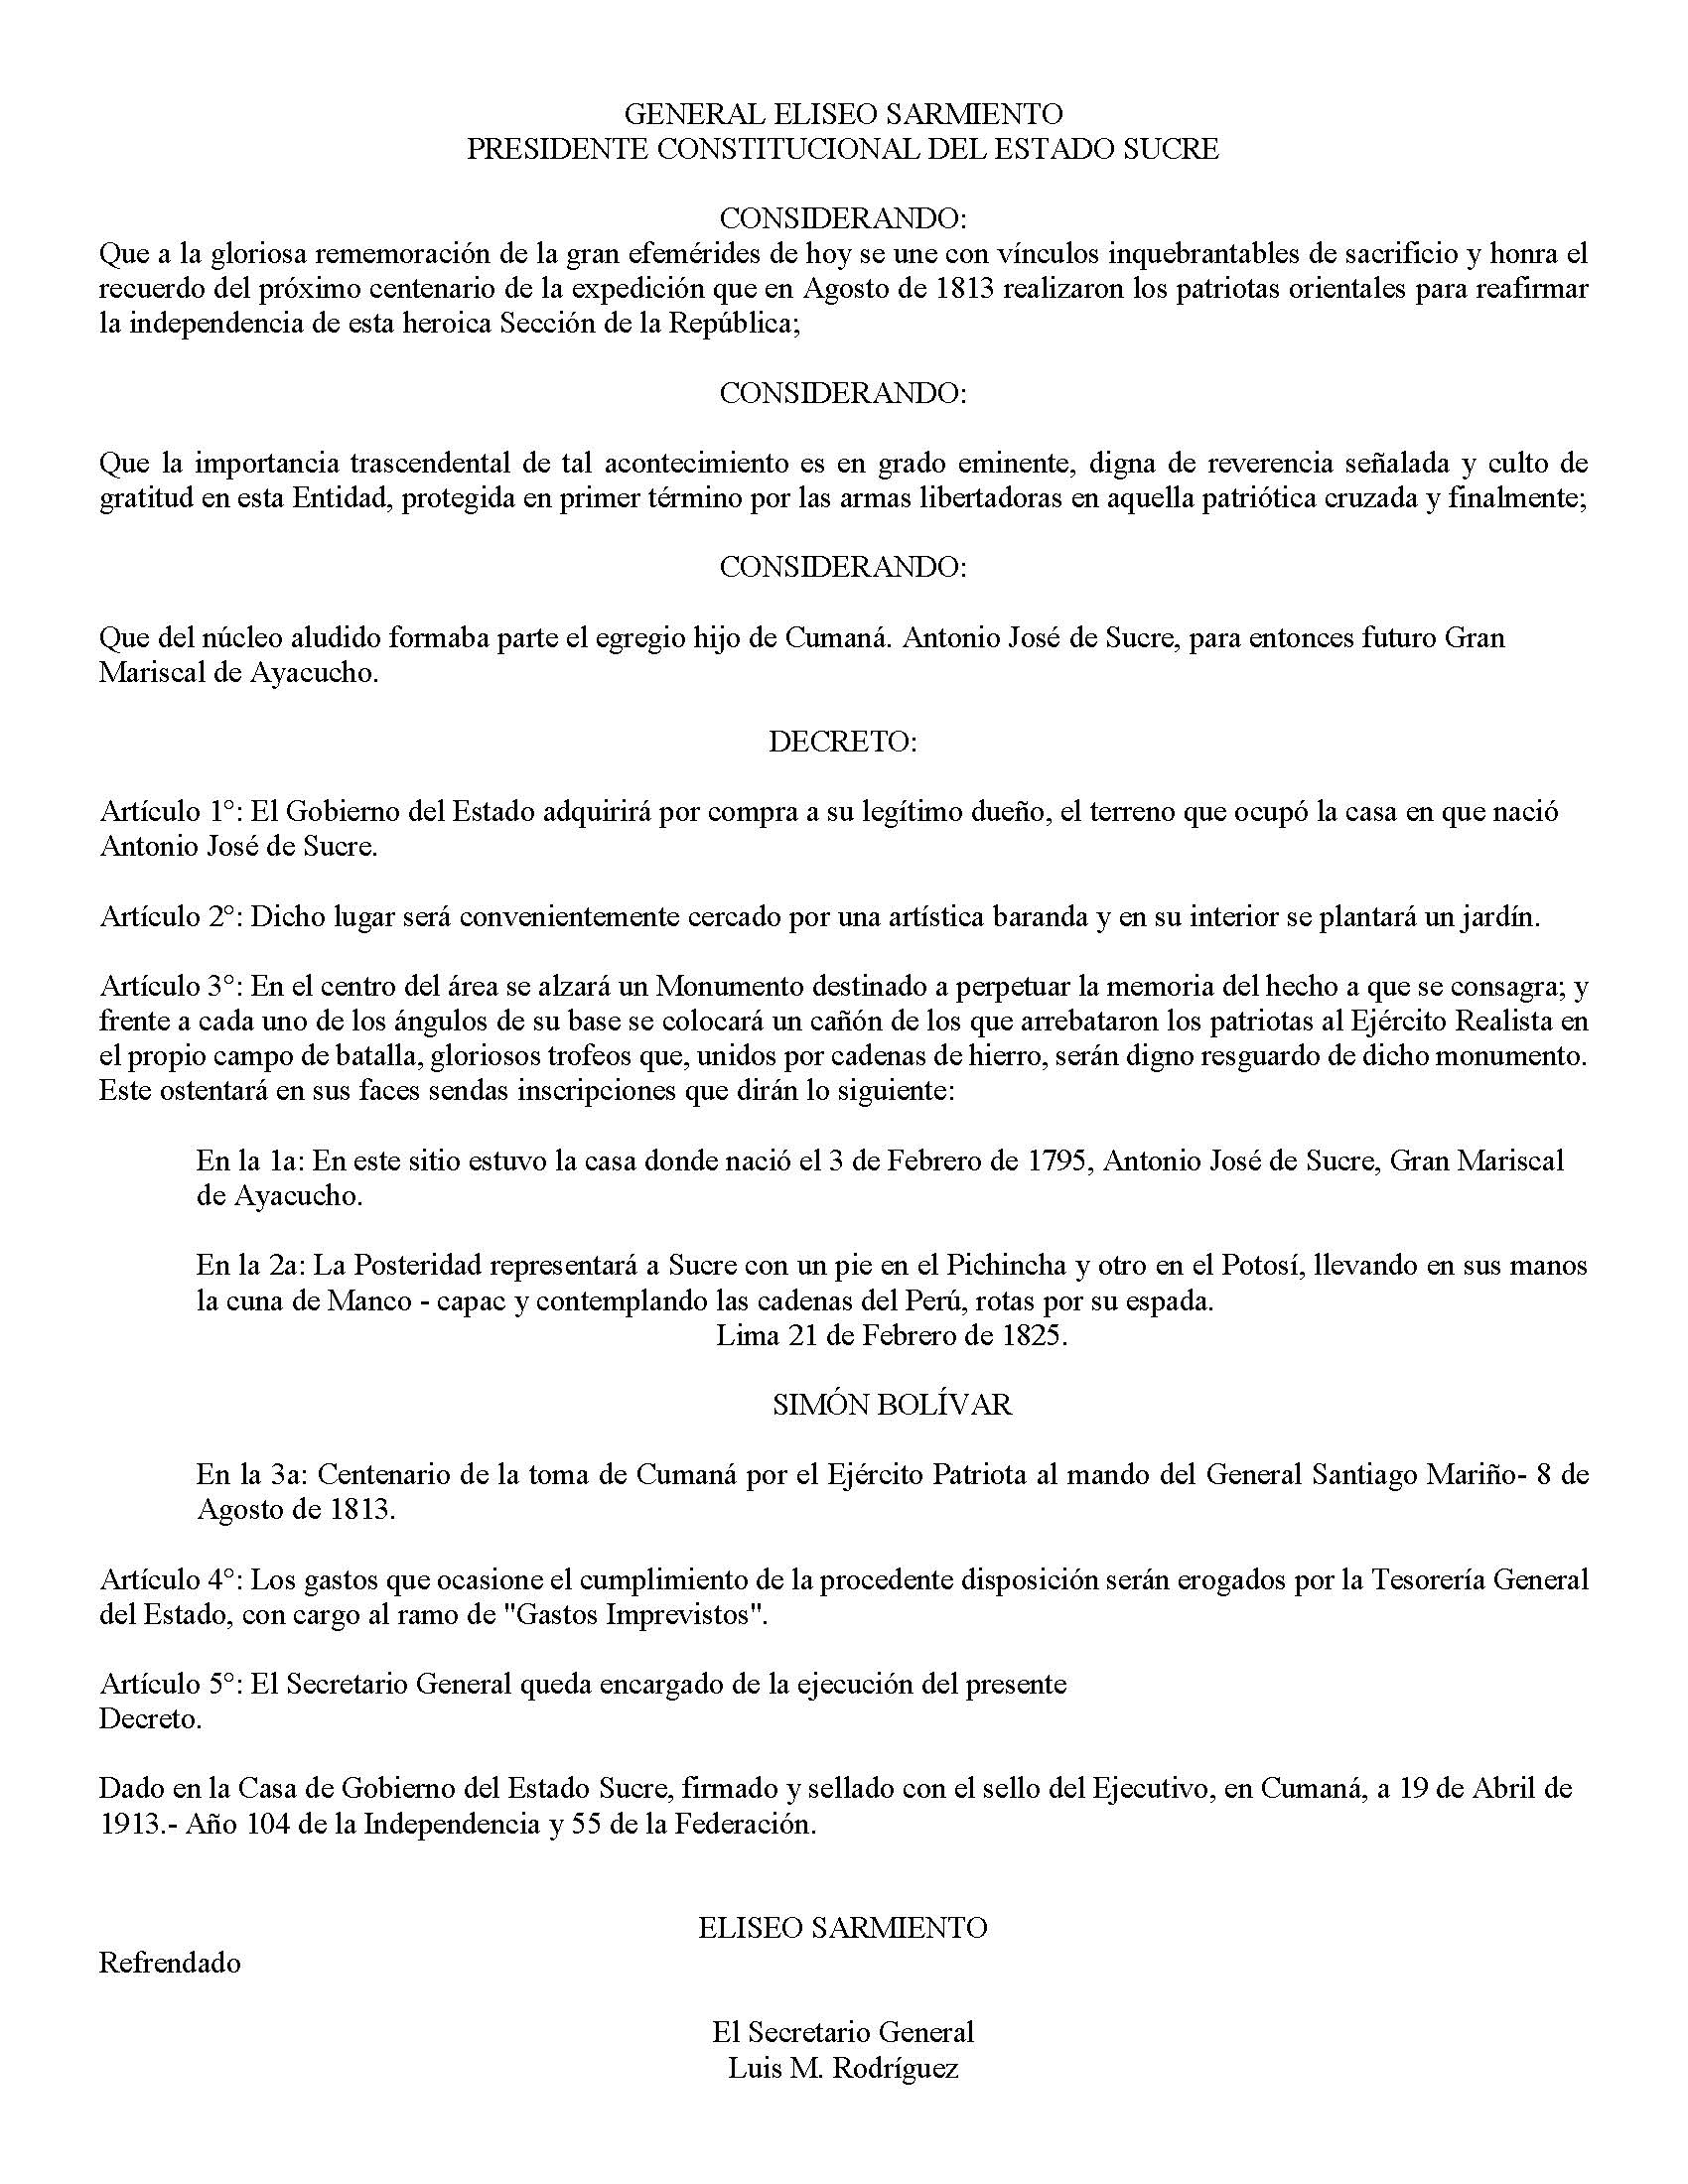 GENERAL ELISEO SARMIENTO
PRESIDENTE CONSTITUCIONAL DEL ESTADO SUCRE
CONSIDERANDO:
Que a la gloriosa rememoración de la gran efemérides de hoy se une con vínculos inquebrantables de sacrificio y honra el
recuerdo del próximo centenario de la expedición que en Agosto de 1813 realizaron los patriotas orientales para reafirmar
la independencia de esta heroica Sección de la República;
CONSIDERANDO:
Que la importancia trascendental de tal acontecimiento es en grado eminente, digna de reverencia señalada y culto de
gratitud en esta Entidad, protegida en primer término por las armas libertadoras en aquella patriótica cruzada y finalmente;
CONSIDERANDO:
Que del núcleo aludido formaba parte el egregio hijo de Cumaná. Antonio José de Sucre, para entonces futuro Gran
Mariscal de Ayacucho.
DECRETO:
Artículo 1°: El Gobierno del Estado adquirirá por compra a su legítimo dueño, el terreno que ocupó la casa en que nació
Antonio José de Sucre.
Artículo 2°: Dicho lugar será convenientemente cercado por una artística baranda y en su interior se plantará un jardín.
Artículo 3°: En el centro del área se alzará un Monumento destinado a perpetuar la memoria del hecho a que se consagra; y
frente a cada uno de los ángulos de su base se colocará un cañón de los que arrebataron los patriotas al Ejército Realista en
el propio campo de batalla, gloriosos trofeos que, unidos por cadenas de hierro, serán digno resguardo de dicho monumento.
Este ostentará en sus faces sendas inscripciones que dirán lo siguiente:
En la 1a: En este sitio estuvo la casa donde nació el 3 de Febrero de 1795, Antonio José de Sucre, Gran Mariscal
de Ayacucho.
En la 2a: La Posteridad representará a Sucre con un pie en el Pichincha y otro en el Potosí, llevando en sus manos
la cuna de Manco - capac y contemplando las cadenas del Perú, rotas por su espada.
Lima 21 de Febrero de 1825.
SIMÓN BOLÍVAR
En la 3a: Centenario de la toma de Cumaná por el Ejército Patriota al mando del General Santiago Mariño- 8 de
Agosto de 1813.
Artículo 4°: Los gastos que ocasione el cumplimiento de la procedente disposición serán erogados por la Tesorería General
del Estado, con cargo al ramo de "Gastos Imprevistos".
Artículo 5°: El Secretario General queda encargado de la ejecución del presente
Decreto.
Dado en la Casa de Gobierno del Estado Sucre, firmado y sellado con el sello del Ejecutivo, en Cumaná, a 19 de Abril de
1913.- Año 104 de la Independencia y 55 de la Federación.
ELISEO SARMIENTO
Refrendado
El Secretario General
Luis M. Rodríguez